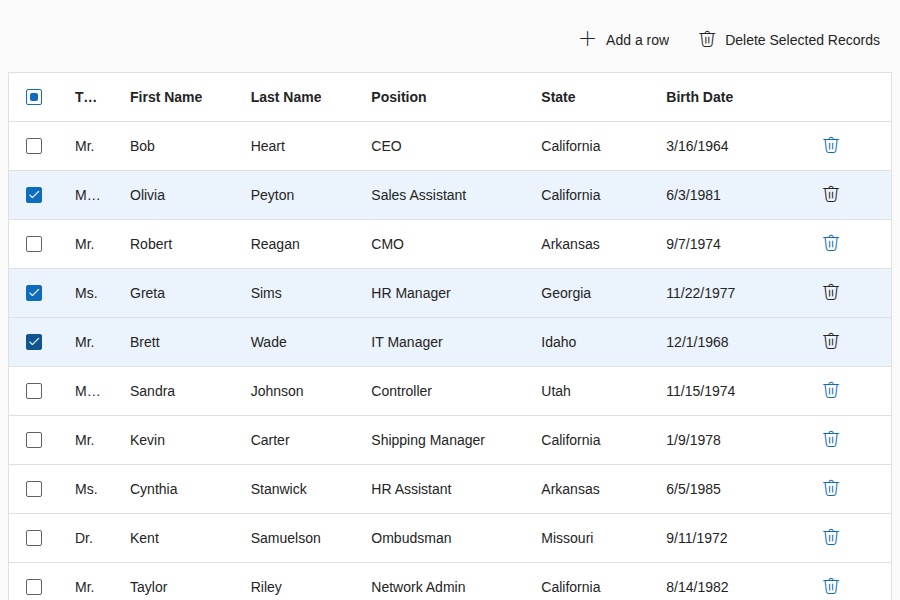 Add a row Delete Selected Records
T... First Name Last Name Position State Birth Date
Mr. Bob Heart CEO California 3/16/1964
M... Olivia Peyton Sales Assistant California 6/3/1981
Mr. Robert Reagan CMO Arkansas 9/7/1974
Ms. Greta Sims HR Manager Georgia 11/22/1977
Mr. Brett Wade IT Manager Idaho 12/1/1968
M... Sandra Johnson Controller Utah 11/15/1974
Mr. Kevin Carter Shipping Manager California 1/9/1978
Ms. Cynthia Stanwick HR Assistant Arkansas 6/5/1985
Dr. Kent Samuelson Ombudsman Missouri 9/11/1972
Mr. Taylor Riley Network Admin California 8/14/1982